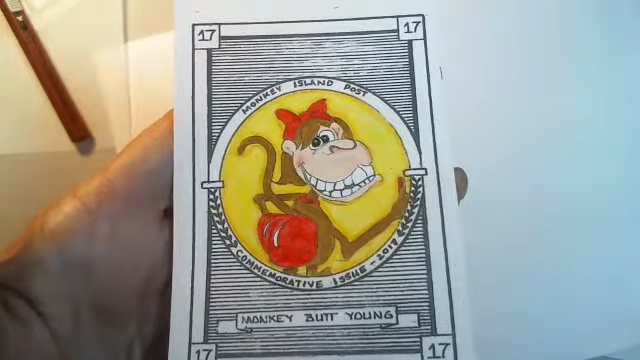 17
17
MONKEY ISLAND POST
COMMEMORATIVE ISSUE - 2017
MONKEY BUTT YOUNG
17
17